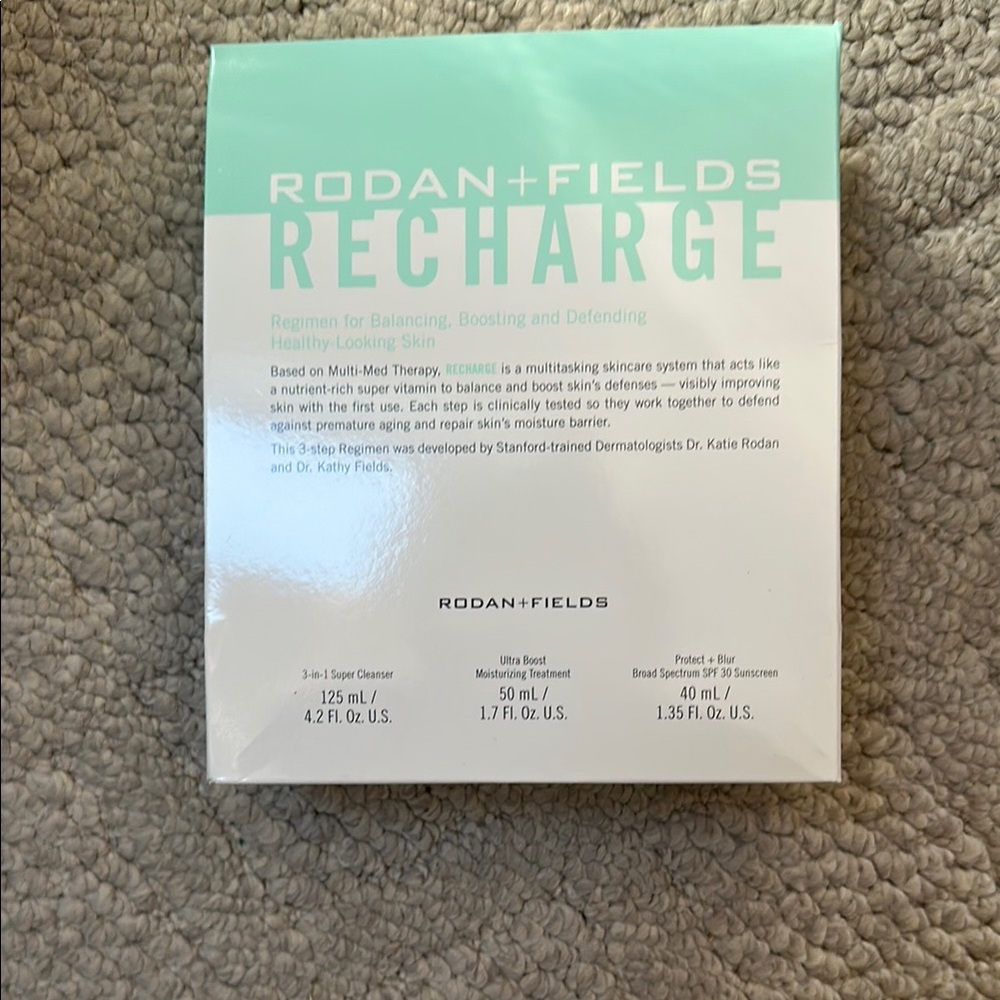 RODAN+FIELDS
RECHARGE
Regimen for Balancing, Boosting and Defending
Healthy-Looking Skin
Based on Multi-Med Therapy, RECHARGE is a multitasking skincare system that acts like
a nutrient-rich super vitamin to balance and boost skin's defenses — visibly improving
skin with the first use. Each step is clinically tested so they work together to defend
against premature aging and repair skin's moisture barrier.
This 3-step Regimen was developed by Stanford-trained Dermatologists Dr. Katie Rodan
and Dr. Kathy Fields.
RODAN+FIELDS
3-in-1 Super Cleanser
125 mL /
4.2 Fl. Oz. U.S.
Ultra Boost
Moisturizing Treatment
50 mL /
1.7 Fl. Oz. U.S.
Protect + Blur
Broad Spectrum SPF 30 Sunscreen
40 mL /
1.35 Fl. Oz. U.S.